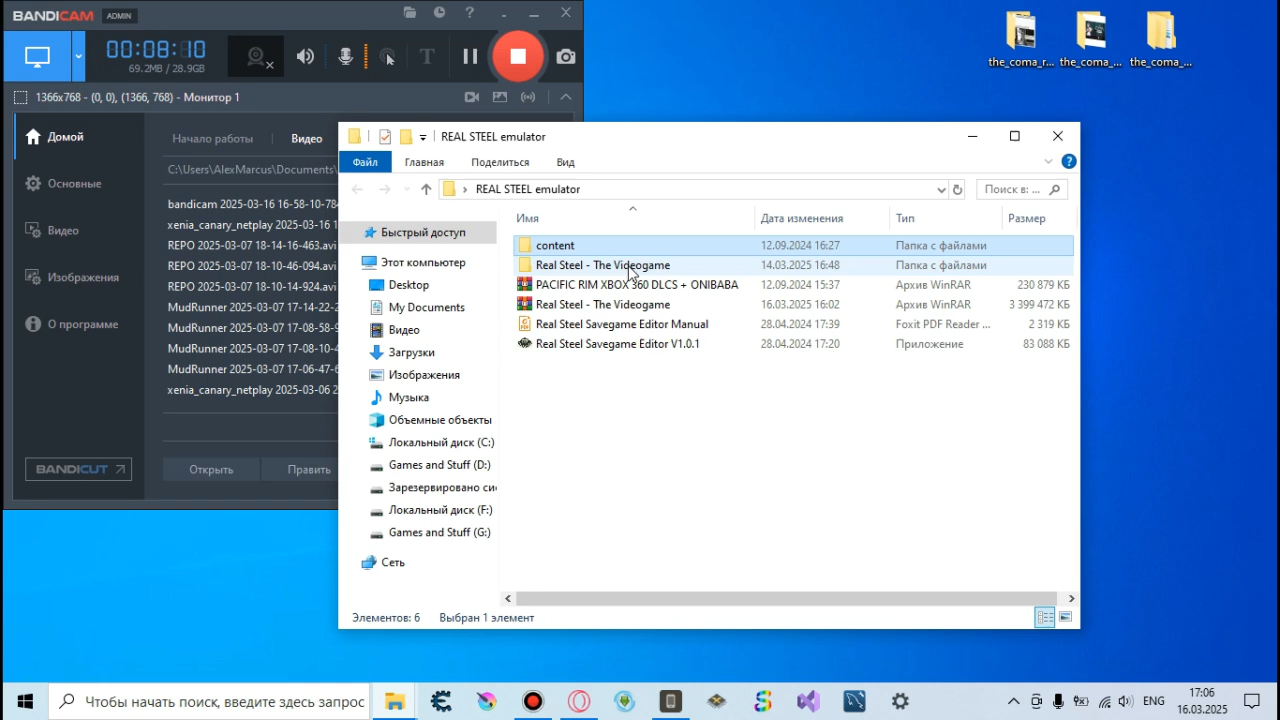 BANDICAM ADMIN
00:08:10
69.2MB / 28.9GB
1366x768 - (0, 0), (1366, 768) - Монитор 1
Домой
Основные
Видео
Изображения
О программе
BANDICUT
Начало работы
Видео
C:\Users\AlexMarcus\Documents\
bandicam 2025-03-16 16-58-10-784
xenia_canary_netplay 2025-03-16 1
REPO 2025-03-07 18-14-16-463.avi
REPO 2025-03-07 18-10-14-946.avi
REPO 2025-03-07 18-10-14-924.avi
MudRunner 2025-03-07 17-14-22-2
MudRunner 2025-03-07 17-08-58-9
MudRunner 2025-03-07 17-08-10-4
MudRunner 2025-03-07 17-06-47-6
xenia_canary_netplay 2025-03-06 2
Открыть
Править
the_coma_r...
the_coma_...
the_coma_...
REAL STEEL emulator
Файл
Главная
Поделиться
Вид
REAL STEEL emulator
Поиск в: ...
Быстрый доступ
Этот компьютер
Desktop
My Documents
Видео
Загрузки
Изображения
Музыка
Объемные объекты
Локальный диск (C:)
Games and Stuff (D:)
Зарезервировано си
Локальный диск (F:)
Games and Stuff (G:)
Сеть
Имя Дата изменения Тип Размер
content 12.09.2024 16:27 Папка с файлами
Real Steel - The Videogame 14.03.2025 16:48 Папка с файлами
PACIFIC RIM XBOX 360 DLCS + ONIBABA 12.09.2024 15:37 Архив WinRAR 230 879 КБ
Real Steel - The Videogame 16.03.2025 16:02 Архив WinRAR 3 399 472 КБ
Real Steel Savegame Editor Manual 28.04.2024 17:39 Foxit PDF Reader ... 2 319 КБ
Real Steel Savegame Editor V1.0.1 28.04.2024 17:20 Приложение 83 088 КБ
Элементов: 6 Выбран 1 элемент
Чтобы начать поиск, введите здесь запрос
ENG
17:06
16.03.2025